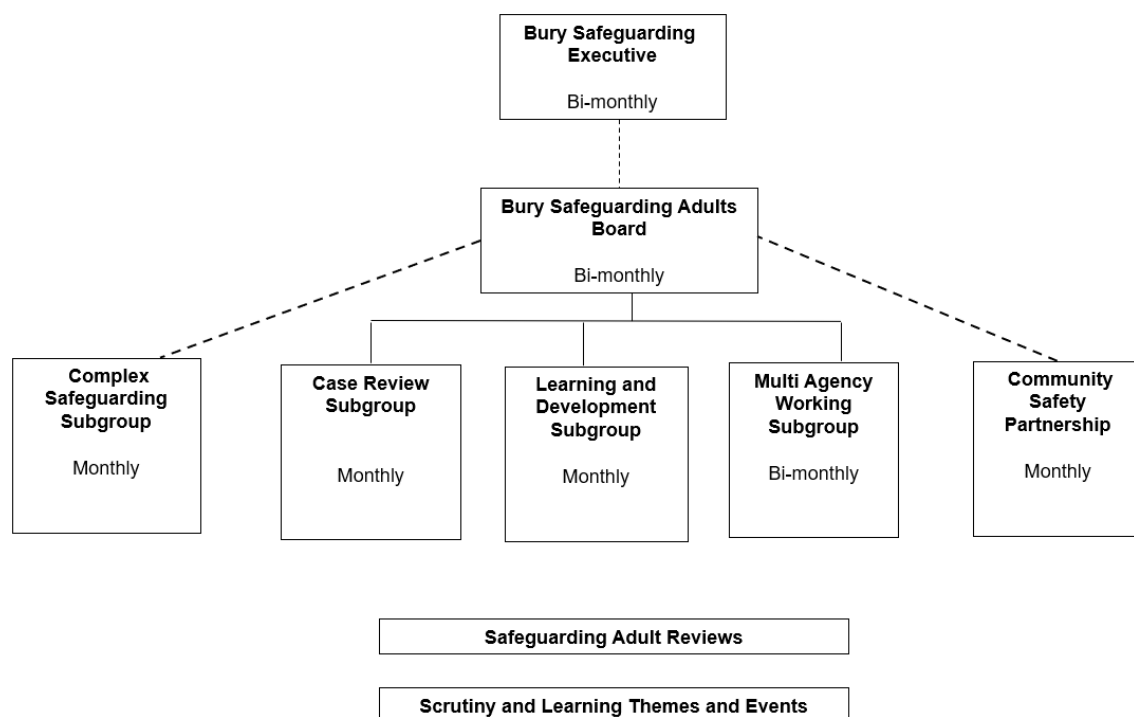 Bury Safeguarding
Executive
Bi-monthly
Bury Safeguarding Adults
Board
Bi-monthly
Complex
Safeguarding
Subgroup
Monthly
Case Review
Subgroup
Monthly
Learning and
Development
Subgroup
Monthly
Multi Agency
Working
Subgroup
Bi-monthly
Community
Safety
Partnership
Monthly
Safeguarding Adult Reviews
Scrutiny and Learning Themes and Events